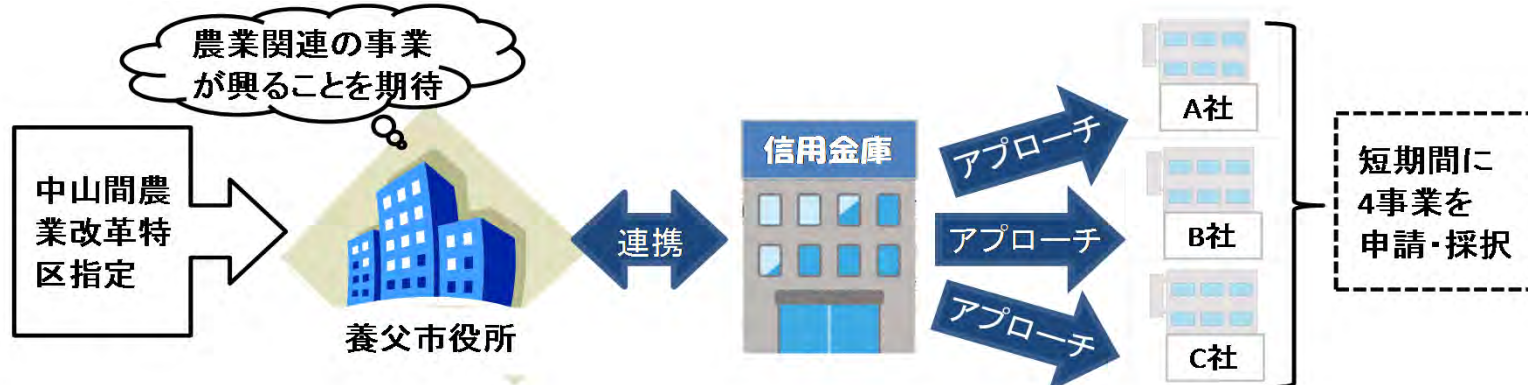 農業関連の事業
が興ることを期待
中山間農
業改革特
区指定
養父市役所
連携
信用金庫
アプローチ
アプローチ
アプローチ
A社
B社
C社
短期間に
4事業を
申請・採択